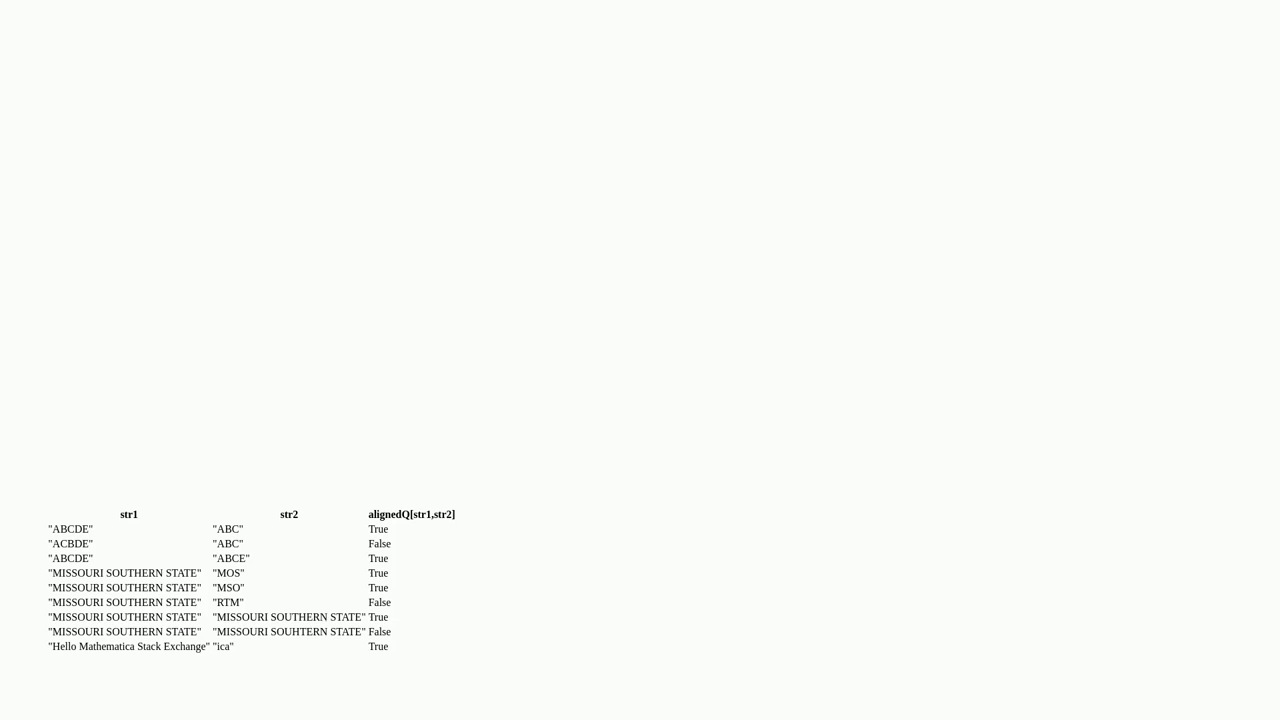 str1 str2 alignedQ[str1,str2]
"ABCDE" "ABC" True
"ACBDE" "ABC" False
"ABCDE" "ABCE" True
"MISSOURI SOUTHERN STATE" "MOS" True
"MISSOURI SOUTHERN STATE" "MSO" True
"MISSOURI SOUTHERN STATE" "RTM" False
"MISSOURI SOUTHERN STATE" "MISSOURI SOUTHERN STATE" True
"MISSOURI SOUTHERN STATE" "MISSOURI SOUHTERN STATE" False
"Hello Mathematica Stack Exchange" "ica" True